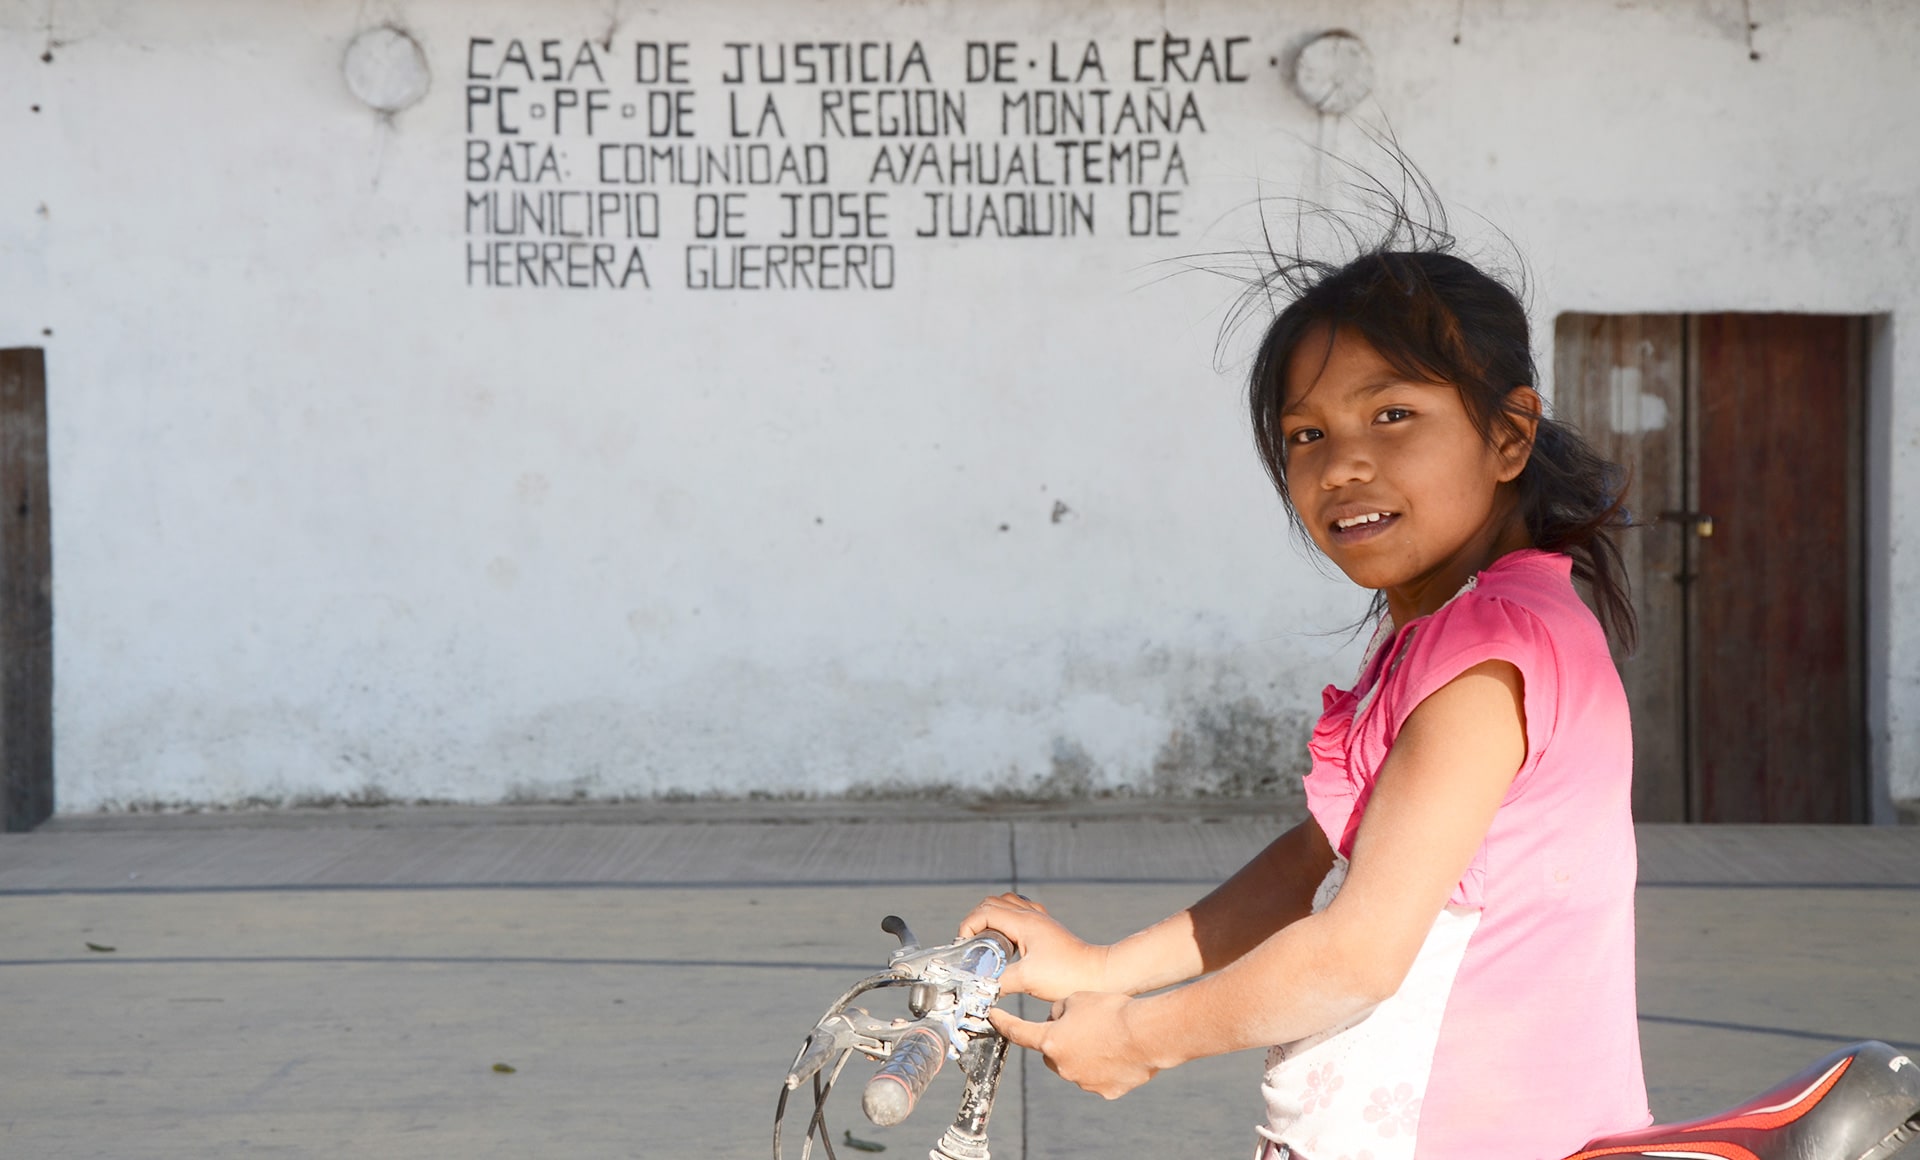 CASA DE JUSTICIA DE·LA CRAC·
PC▫PF▫DE LA REGION MONTAÑA
BAJA: COMUNIDAD AYAHUALTEMPA
MUNICIPIO DE JOSE JUAQUIN DE
HERRERA GUERRERO